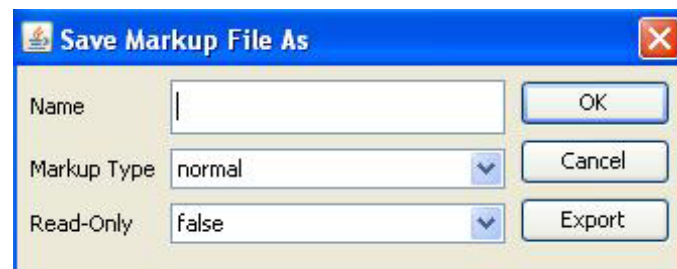 Save Markup File As
Name
OK
Markup Type normal
Cancel
Read-Only false
Export